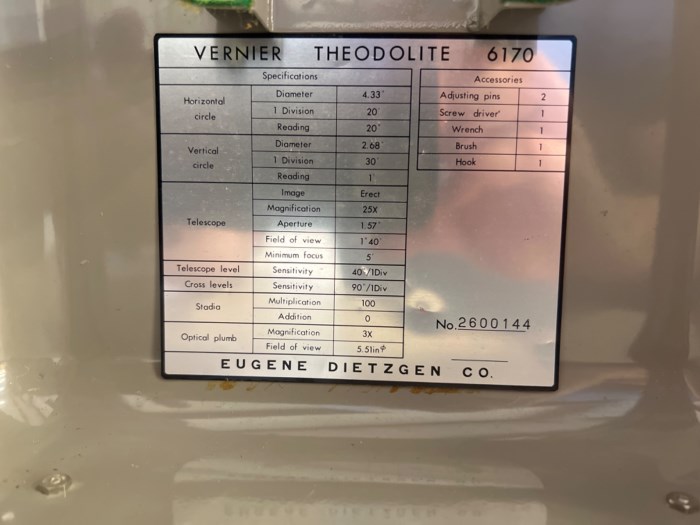 VERNIER THEODOLITE 6170
Specifications
Horizontal circle
Diameter 4.33"
1 Division 20'
Reading 20"
Vertical circle
Diameter 2.68"
1 Division 30'
Reading 1'
Telescope
Image Erect
Magnification 25X
Aperture 1.57"
Field of view 1°40'
Minimum focus 5'
Telescope level Sensitivity 40"/1Div
Cross levels Sensitivity 90"/1Div
Stadia
Multiplication 100
Addition 0
Optical plumb
Magnification 3X
Field of view 5.51in
Accessories
Adjusting pins 2
Screw driver 1
Wrench 1
Brush 1
Hook 1
No. 2600144
EUGENE DIETZGEN CO.